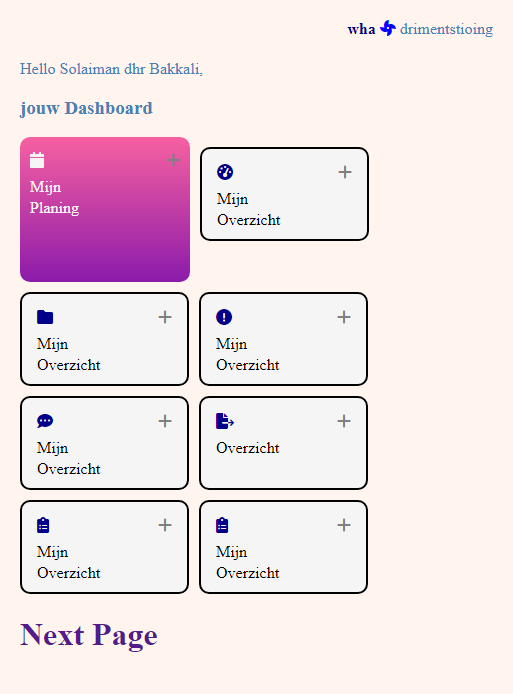 wha drimentstioing
Hello Solaiman dhr Bakkali,
jouw Dashboard
Mijn
Planing
Mijn
Overzicht
Mijn
Overzicht
Mijn
Overzicht
Mijn
Overzicht
Overzicht
Mijn
Overzicht
Mijn
Overzicht
Next Page